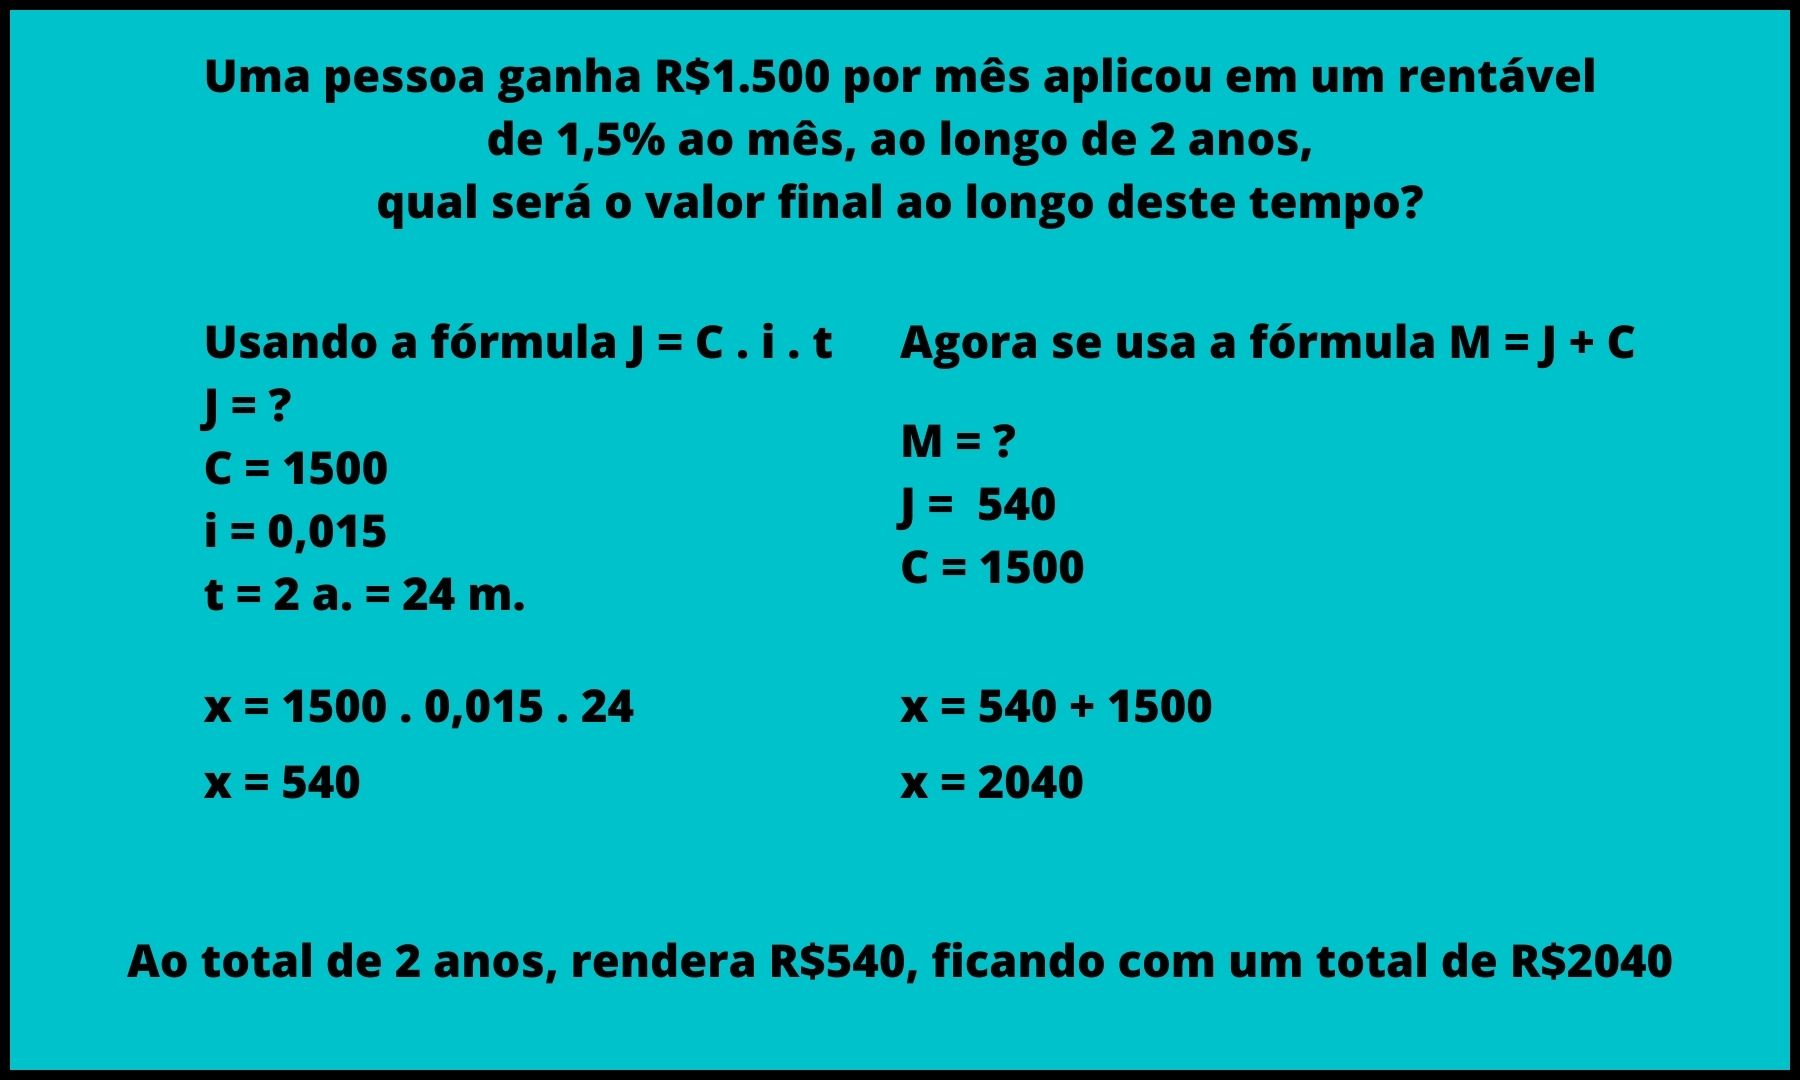 Uma pessoa ganha R$1.500 por mês aplicou em um rentável
de 1,5% ao mês, ao longo de 2 anos,
qual será o valor final ao longo deste tempo?
Usando a fórmula J = C . i . t
J = ?
C = 1500
i = 0,015
t = 2 a. = 24 m.
x = 1500 . 0,015 . 24
x = 540
Agora se usa a fórmula M = J + C
M = ?
J = 540
C = 1500
x = 540 + 1500
x = 2040
Ao total de 2 anos, rendera R$540, ficando com um total de R$2040